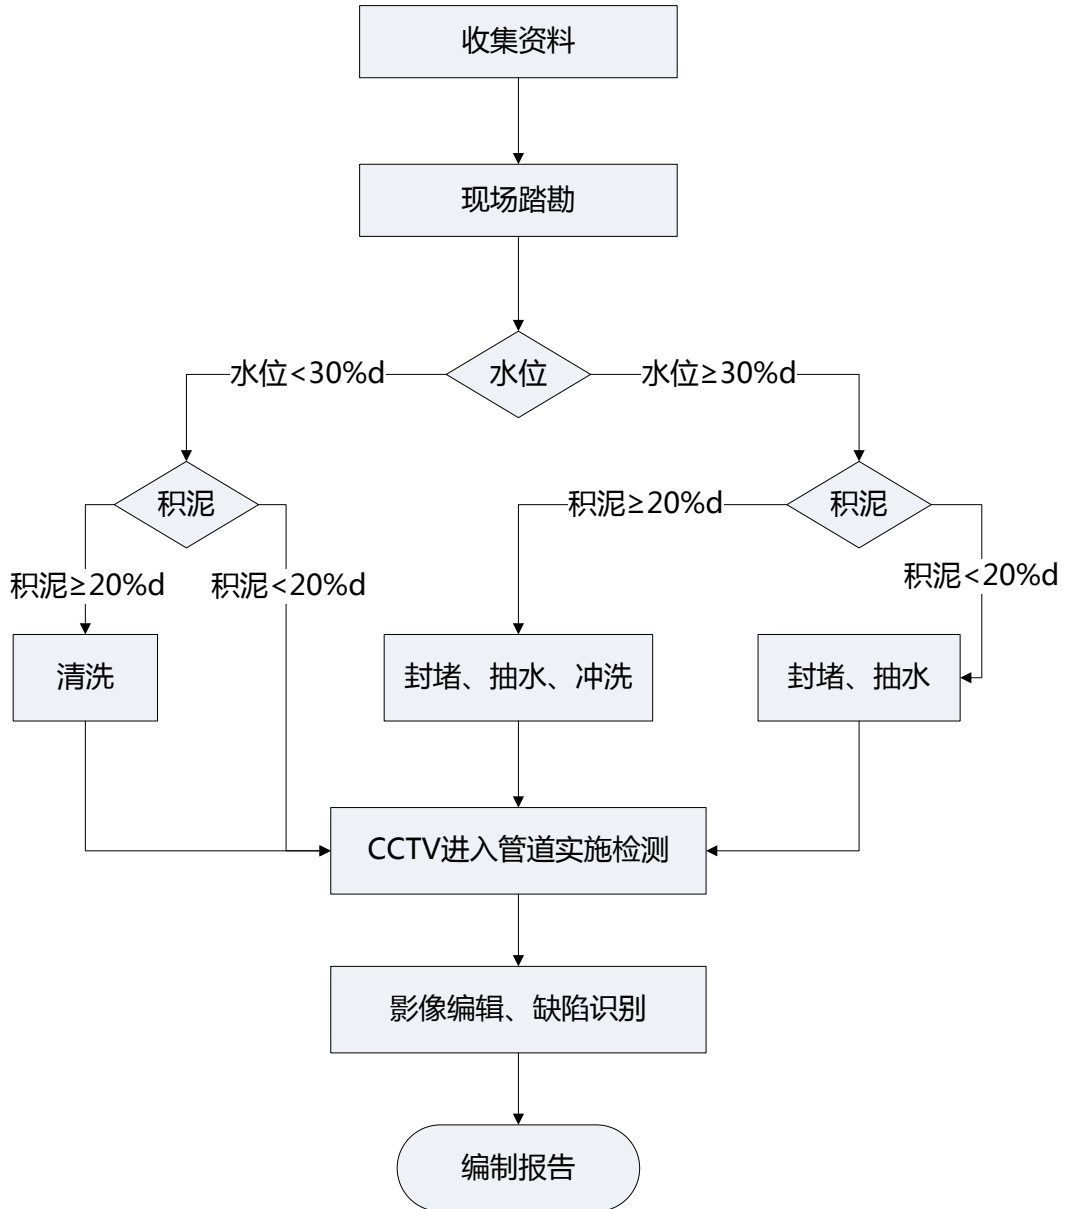 收集资料
现场踏勘
水位<30%d
水位
水位≥30%d
积泥
积泥≥20%d
积泥
积泥≥20%d
积泥<20%d
积泥<20%d
清洗
封堵、抽水、冲洗
封堵、抽水
CCTV进入管道实施检测
影像编辑、缺陷识别
编制报告